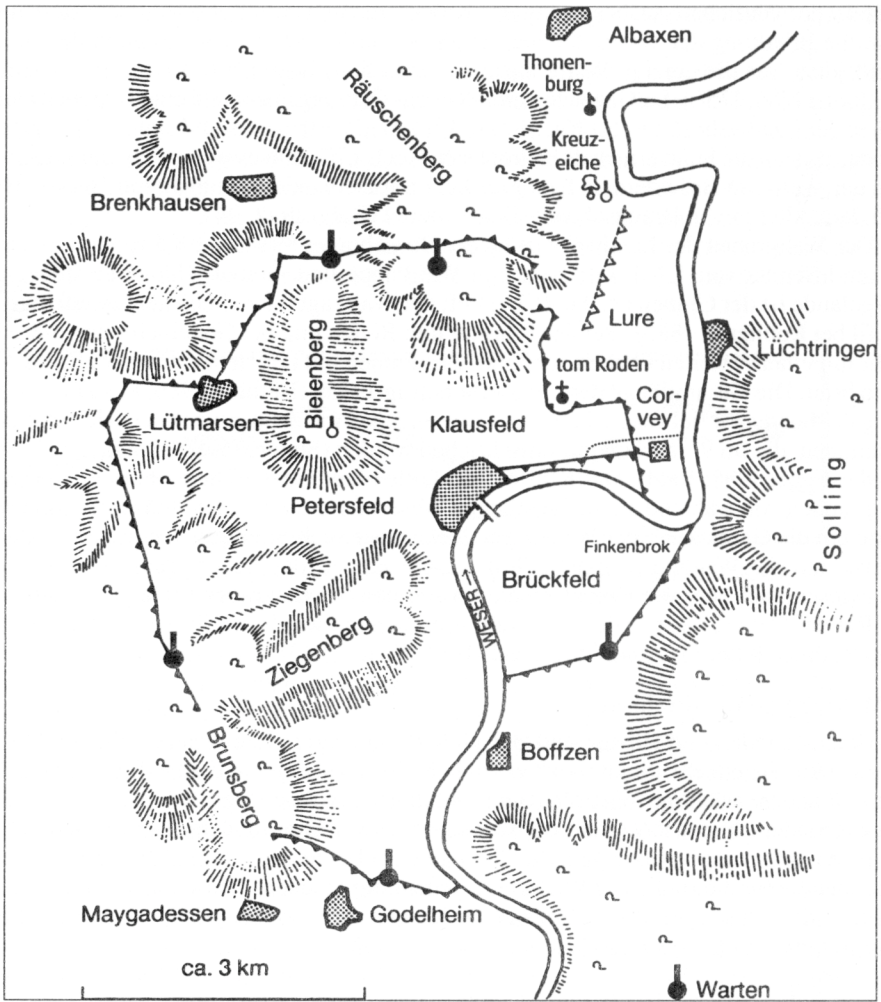 Albaxen
Thonen-
burg
Räuschenberg
Kreuz-
eiche
Brenkhausen
Lure
Lüchtringen
Bielenberg
tom Roden
Cor-
vey
Lütmarsen
Klausfeld
Solling
Petersfeld
Finkenbrok
Brückfeld
WESER →
Ziegenberg
Brunsberg
Boffzen
Maygadessen
Godelheim
ca. 3 km
Warten